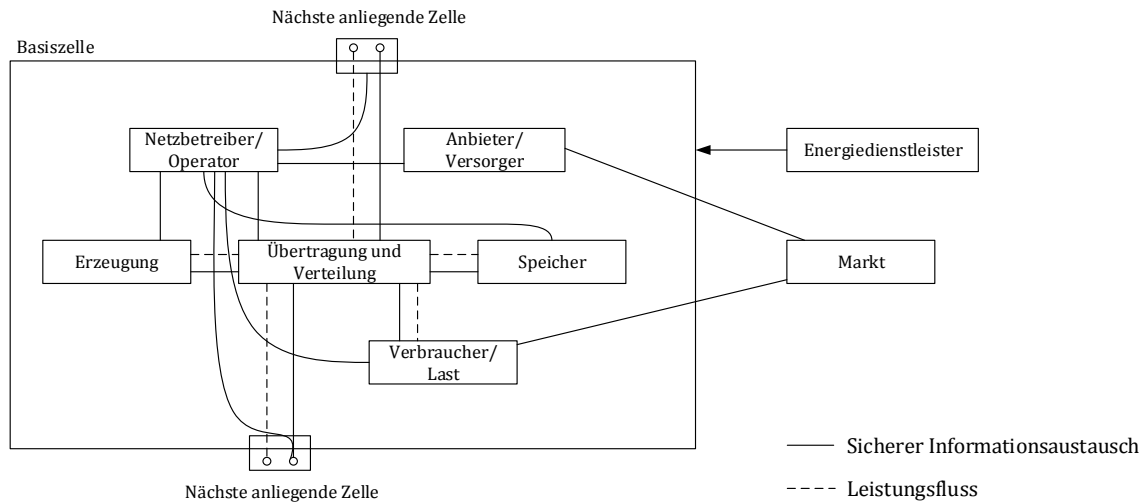 Nächste anliegende Zelle
Basiszelle
Netzbetreiber/
Operator
Anbieter/
Versorger
Energiedienstleister
Erzeugung
Übertragung und
Verteilung
Speicher
Markt
Verbraucher/
Last
Sicherer Informationsaustausch
Nächste anliegende Zelle
Leistungsfluss